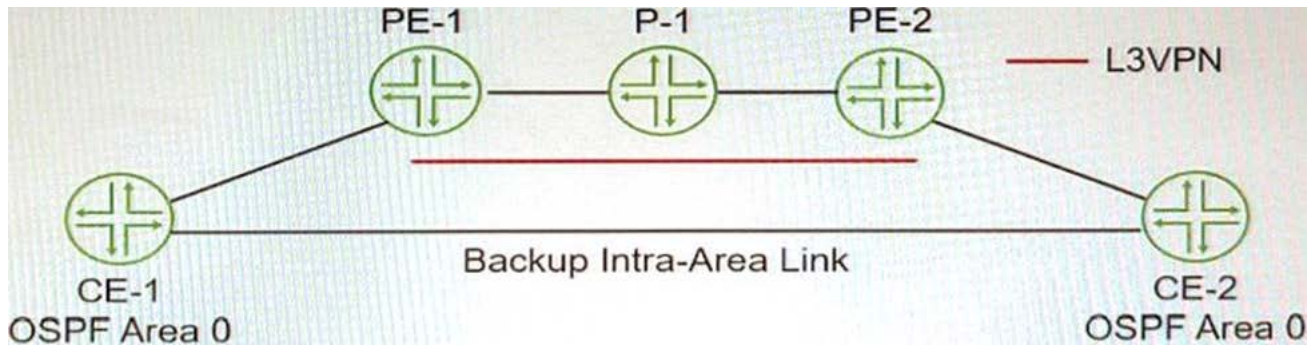 PE-1
P-1
PE-2
L3VPN
Backup Intra-Area Link
CE-1
OSPF Area 0
CE-2
OSPF Area 0